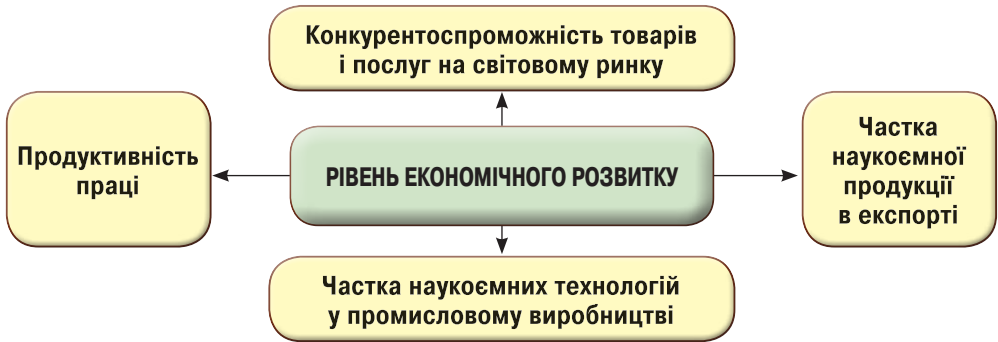 Конкурентоспроможність товарів
і послуг на світовому ринку
Продуктивність
праці
РІВЕНЬ ЕКОНОМІЧНОГО РОЗВИТКУ
Частка
наукоємної
продукції
в експорті
Частка наукоємних технологій
у промисловому виробництві